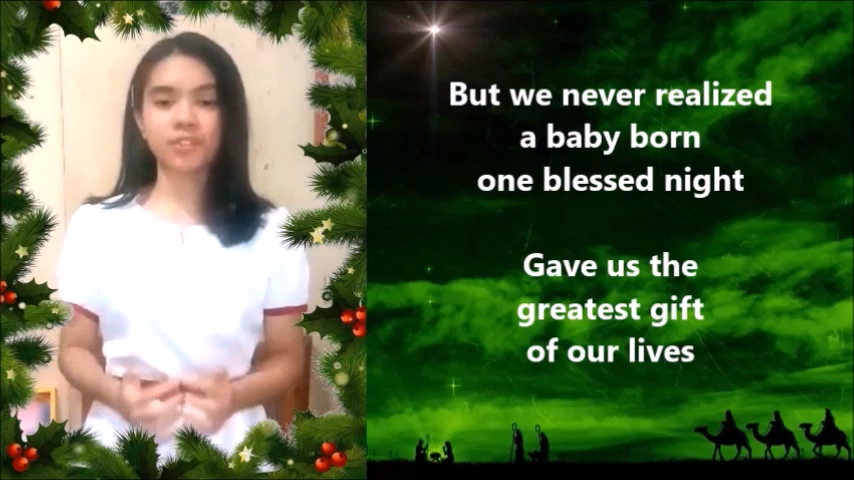 But we never realized
a baby born
one blessed night
Gave us the
greatest gift
of our lives